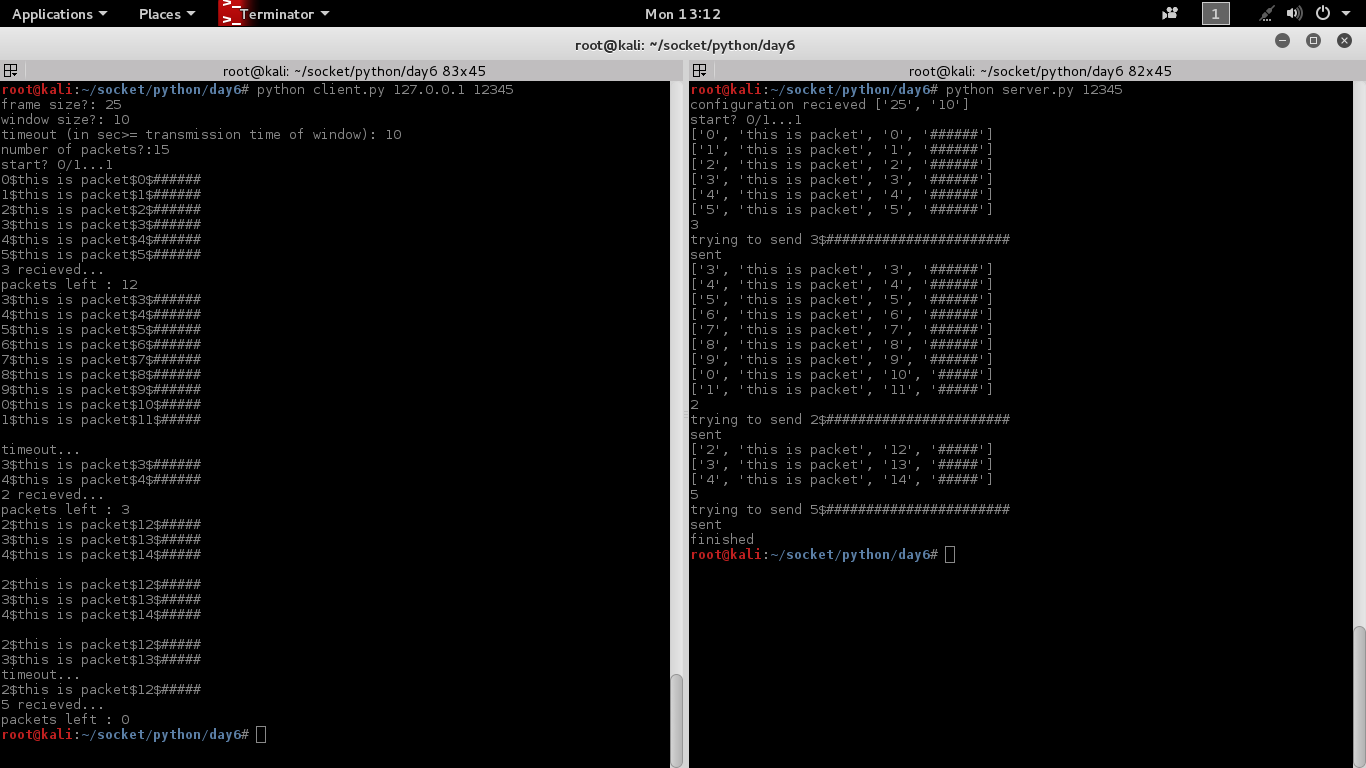 Applications Places Terminator Mon 13:12 1
root@kali: ~/socket/python/day6
root@kali: ~/socket/python/day6 83x45
root@kali:~/socket/python/day6# python client.py 127.0.0.1 12345
frame size?: 25
window size?: 10
timeout (in sec>= transmission time of window): 10
number of packets?:15
start? 0/1...1
0$this is packet$0$######
1$this is packet$1$######
2$this is packet$2$######
3$this is packet$3$######
4$this is packet$4$######
5$this is packet$5$######
3 recieved...
packets left : 12
3$this is packet$3$######
4$this is packet$4$######
5$this is packet$5$######
6$this is packet$6$######
7$this is packet$7$######
8$this is packet$8$######
9$this is packet$9$######
0$this is packet$10$#####
1$this is packet$11$#####
timeout...
3$this is packet$3$######
4$this is packet$4$######
2 recieved...
packets left : 3
2$this is packet$12$#####
3$this is packet$13$#####
4$this is packet$14$#####
2$this is packet$12$#####
3$this is packet$13$#####
4$this is packet$14$#####
2$this is packet$12$#####
3$this is packet$13$#####
timeout...
2$this is packet$12$#####
5 recieved...
packets left : 0
root@kali:~/socket/python/day6#
root@kali: ~/socket/python/day6 82x45
root@kali:~/socket/python/day6# python server.py 12345
configuration recieved ['25', '10']
start? 0/1...1
['0', 'this is packet', '0', '######']
['1', 'this is packet', '1', '######']
['2', 'this is packet', '2', '######']
['3', 'this is packet', '3', '######']
['4', 'this is packet', '4', '######']
['5', 'this is packet', '5', '######']
3
trying to send 3$#######################
sent
['3', 'this is packet', '3', '######']
['4', 'this is packet', '4', '######']
['5', 'this is packet', '5', '######']
['6', 'this is packet', '6', '######']
['7', 'this is packet', '7', '######']
['8', 'this is packet', '8', '######']
['9', 'this is packet', '9', '######']
['0', 'this is packet', '10', '#####']
['1', 'this is packet', '11', '#####']
2
trying to send 2$#######################
sent
['2', 'this is packet', '12', '#####']
['3', 'this is packet', '13', '#####']
['4', 'this is packet', '14', '#####']
5
trying to send 5$#######################
sent
finished
root@kali:~/socket/python/day6#